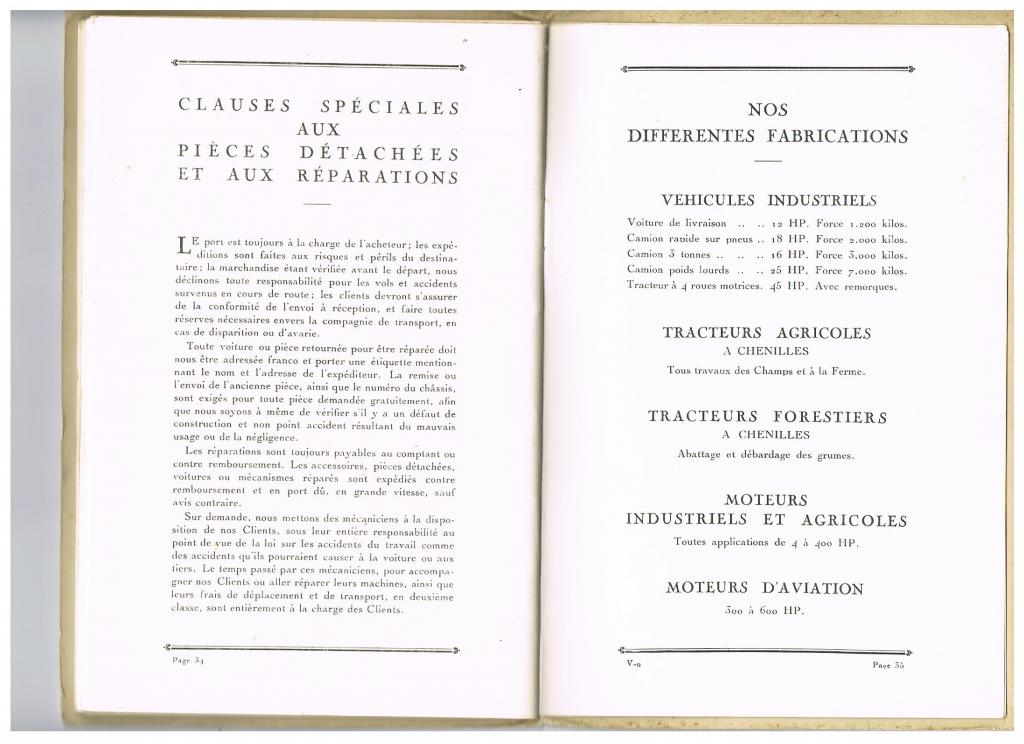 CLAUSES SPÉCIALES
AUX
PIÈCES DÉTACHÉES
ET AUX RÉPARATIONS
LE port est toujours à la charge de l'acheteur; les expé-
ditions sont faites aux risques et périls du destina-
taire; la marchandise étant vérifiée avant le départ, nous
déclinons toute responsabilité pour les vols et accidents
survenus en cours de route; les clients devront s'assurer
de la conformité de l'envoi à réception, et faire toutes
réserves nécessaires envers la compagnie de transport, en
cas de disparition ou d'avarie.
Toute voiture ou pièce retournée pour être réparée doit
nous être adressée franco et porter une étiquette mention-
nant le nom et l'adresse de l'expéditeur. La remise ou
l'envoi de l'ancienne pièce, ainsi que le numéro du châssis,
sont exigés pour toute pièce demandée gratuitement, afin
que nous soyons à même de vérifier s'il y a un défaut de
construction et non point accident résultant du mauvais
usage ou de la négligence.
Les réparations sont toujours payables au comptant ou
contre remboursement. Les accessoires, pièces détachées,
voitures ou mécanismes réparés sont expédiés contre
remboursement et en port dû, en grande vitesse, sauf
avis contraire.
Sur demande, nous mettons des mécaniciens à la dispo-
sition de nos Clients, sous leur entière responsabilité au
point de vue de la loi sur les accidents du travail comme
des accidents qu'ils pourraient causer à la voiture ou aux
tiers. Le temps passé par ces mécaniciens, pour accompa-
gner nos Clients ou aller réparer leurs machines, ainsi que
leurs frais de déplacement et de transport, en deuxième
classe, sont entièrement à la charge des Clients.
Page 34
NOS
DIFFERENTES FABRICATIONS
VÉHICULES INDUSTRIELS
Voiture de livraison .. .. 12 HP. Force 1.200 kilos.
Camion rapide sur pneus .. 18 HP. Force 2.000 kilos.
Camion 3 tonnes .. .. .. 16 HP. Force 3.000 kilos.
Camion poids lourds .. .. 25 HP. Force 7.000 kilos.
Tracteur à 4 roues motrices. 45 HP. Avec remorques.
TRACTEURS AGRICOLES
A CHENILLES
Tous travaux des Champs et à la Ferme.
TRACTEURS FORESTIERS
A CHENILLES
Abattage et débardage des grumes.
MOTEURS
INDUSTRIELS ET AGRICOLES
Toutes applications de 4 à 400 HP.
MOTEURS D'AVIATION
300 à 600 HP.
V-9
Page 35